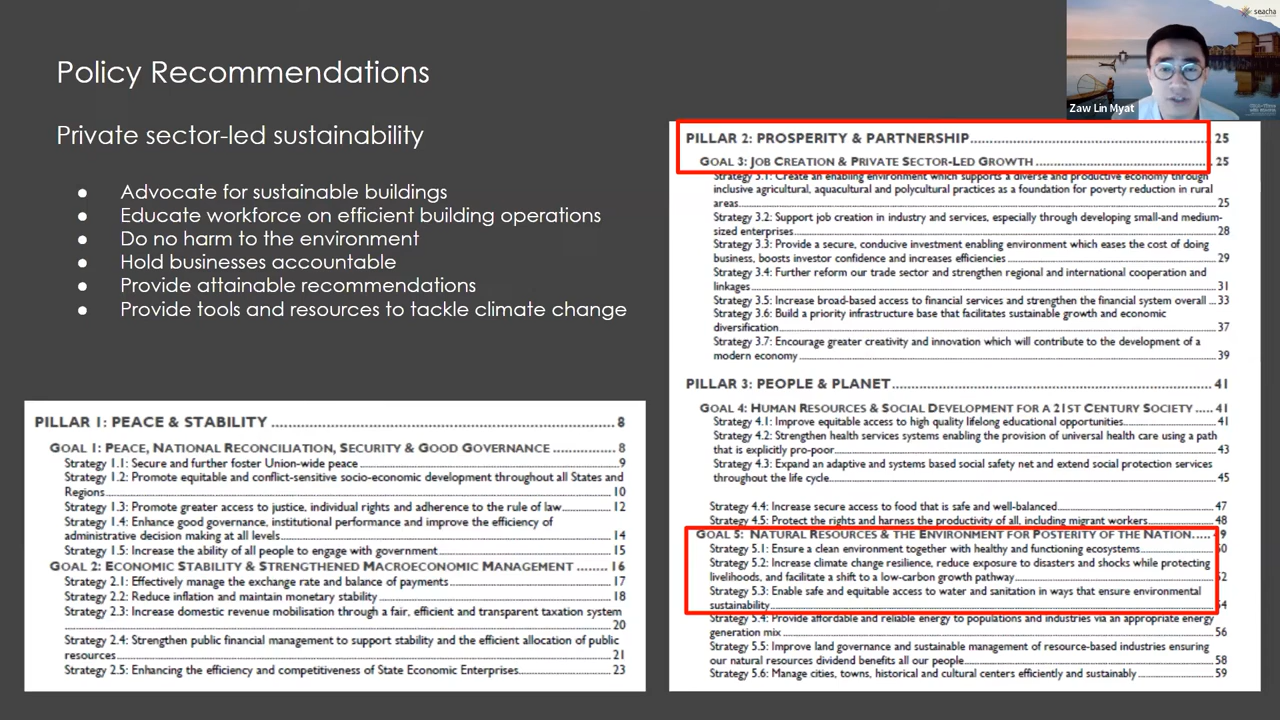 Policy Recommendations
Private sector-led sustainability
● Advocate for sustainable buildings
● Educate workforce on efficient building operations
● Do no harm to the environment
● Hold businesses accountable
● Provide attainable recommendations
● Provide tools and resources to tackle climate change
PILLAR 1: PEACE & STABILITY ... 8
GOAL 1: PEACE, NATIONAL RECONCILIATION, SECURITY & GOOD GOVERNANCE ... 8
Strategy 1.1: Secure and further foster Union-wide peace ... 9
Strategy 1.2: Promote equitable and conflict-sensitive socio-economic development throughout all States and
Regions ... 10
Strategy 1.3: Promote greater access to justice, individual rights and adherence to the rule of law ... 12
Strategy 1.4: Enhance good governance, institutional performance and improve the efficiency of
administrative decision making at all levels ... 14
Strategy 1.5: Increase the ability of all people to engage with government ... 15
GOAL 2: ECONOMIC STABILITY & STRENGTHENED MACROECONOMIC MANAGEMENT ... 16
Strategy 2.1: Effectively manage the exchange rate and balance of payments ... 17
Strategy 2.2: Reduce inflation and maintain monetary stability ... 18
Strategy 2.3: Increase domestic revenue mobilisation through a fair, efficient and transparent taxation system
... 20
Strategy 2.4: Strengthen public financial management to support stability and the efficient allocation of public
resources ... 21
Strategy 2.5: Enhancing the efficiency and competitiveness of State Economic Enterprises ... 23
seacha
Zaw Lin Myat
PILLAR 2: PROSPERITY & PARTNERSHIP ... 25
GOAL 3: JOB CREATION & PRIVATE SECTOR-LED GROWTH ... 25
Strategy 3.1: Create an enabling environment which supports a diverse and productive economy through
inclusive agricultural, aquacultural and polycultural practices as a foundation for poverty reduction in rural
areas ... 25
Strategy 3.2: Support job creation in industry and services, especially through developing small-and medium-
sized enterprises ... 28
Strategy 3.3: Provide a secure, conducive investment enabling environment which eases the cost of doing
business, boosts investor confidence and increases efficiencies ... 29
Strategy 3.4: Further reform our trade sector and strengthen regional and international cooperation and
linkages ... 31
Strategy 3.5: Increase broad-based access to financial services and strengthen the financial system overall ... 33
Strategy 3.6: Build a priority infrastructure base that facilitates sustainable growth and economic
diversification ... 37
Strategy 3.7: Encourage greater creativity and innovation which will contribute to the development of a
modern economy ... 39
PILLAR 3: PEOPLE & PLANET ... 41
GOAL 4: HUMAN RESOURCES & SOCIAL DEVELOPMENT FOR A 21ST CENTURY SOCIETY ..... 41
Strategy 4.1: Improve equitable access to high quality lifelong educational opportunities ... 41
Strategy 4.2: Strengthen health services systems enabling the provision of universal health care using a path
that is explicitly pro-poor ... 43
Strategy 4.3: Expand an adaptive and systems based social safety net and extend social protection services
throughout the life cycle ... 45
Strategy 4.4: Increase secure access to food that is safe and well-balanced ... 47
Strategy 4.5: Protect the rights and harness the productivity of all, including migrant workers ... 48
GOAL 5: NATURAL RESOURCES & THE ENVIRONMENT FOR POSTERITY OF THE NATION ..... 49
Strategy 5.1: Ensure a clean environment together with healthy and functioning ecosystems ... 50
Strategy 5.2: Increase climate change resilience, reduce exposure to disasters and shocks while protecting
livelihoods, and facilitate a shift to a low-carbon growth pathway ... 52
Strategy 5.3: Enable safe and equitable access to water and sanitation in ways that ensure environmental
sustainability ... 54
Strategy 5.4: Provide affordable and reliable energy to populations and industries via an appropriate energy
generation mix ... 56
Strategy 5.5: Improve land governance and sustainable management of resource-based industries ensuring
our natural resources dividend benefits all our people ... 58
Strategy 5.6: Manage cities, towns, historical and cultural centers efficiently and sustainably ... 59